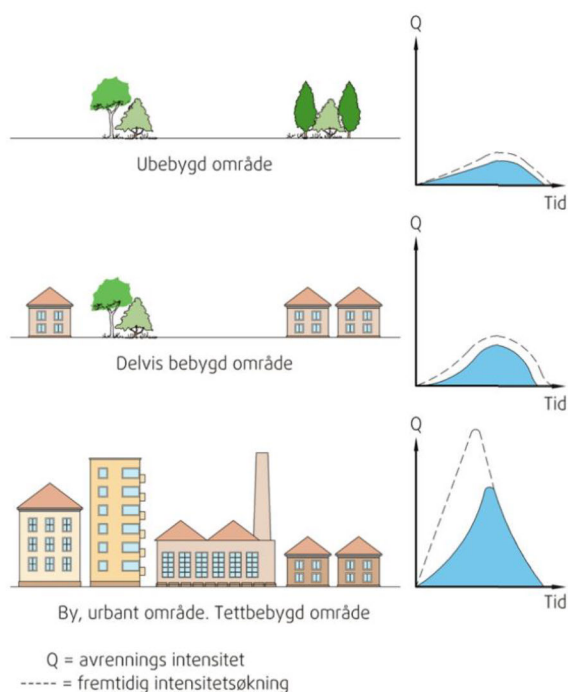 Q
Ubebygd område
Tid
Q
Delvis bebygd område
Tid
Q
By, urbant område. Tettbebygd område
Tid
Q = avrennings intensitet
----- = fremtidig intensitetsøkning